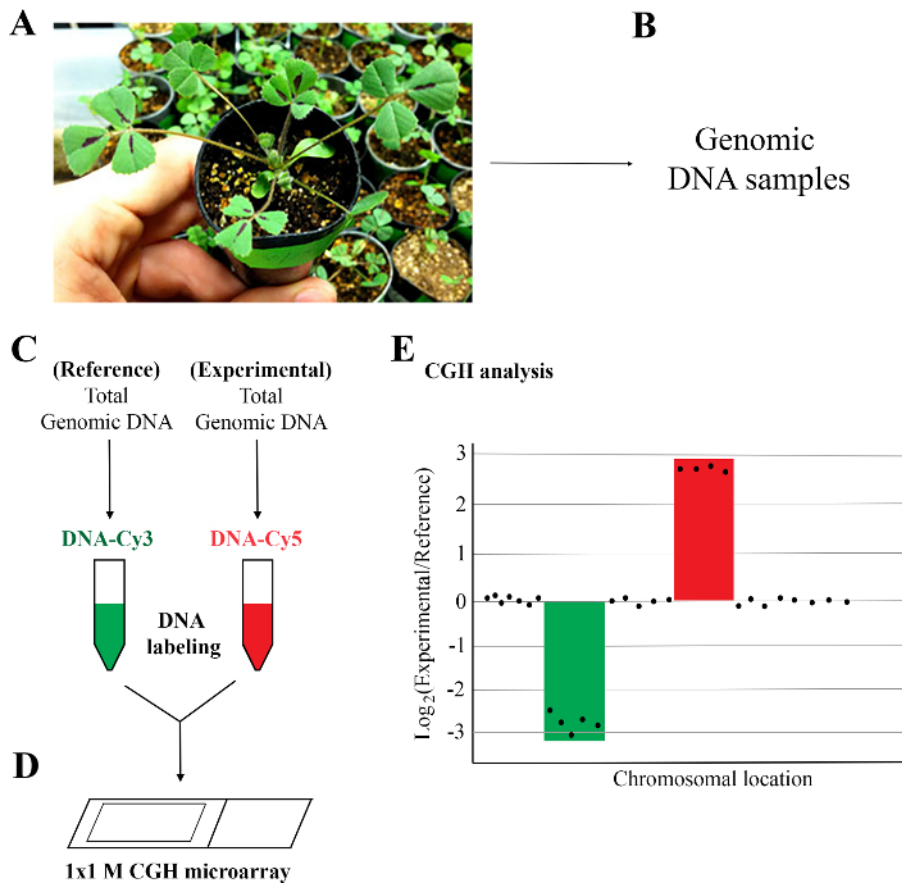 A
B
Genomic
DNA samples
C
(Reference)
Total
Genomic DNA
(Experimental)
Total
Genomic DNA
DNA-Cy3
DNA-Cy5
DNA
labeling
D
1x1 M CGH microarray
E
CGH analysis
Log₂(Experimental/Reference)
3
2
1
0
-1
-2
-3
Chromosomal location